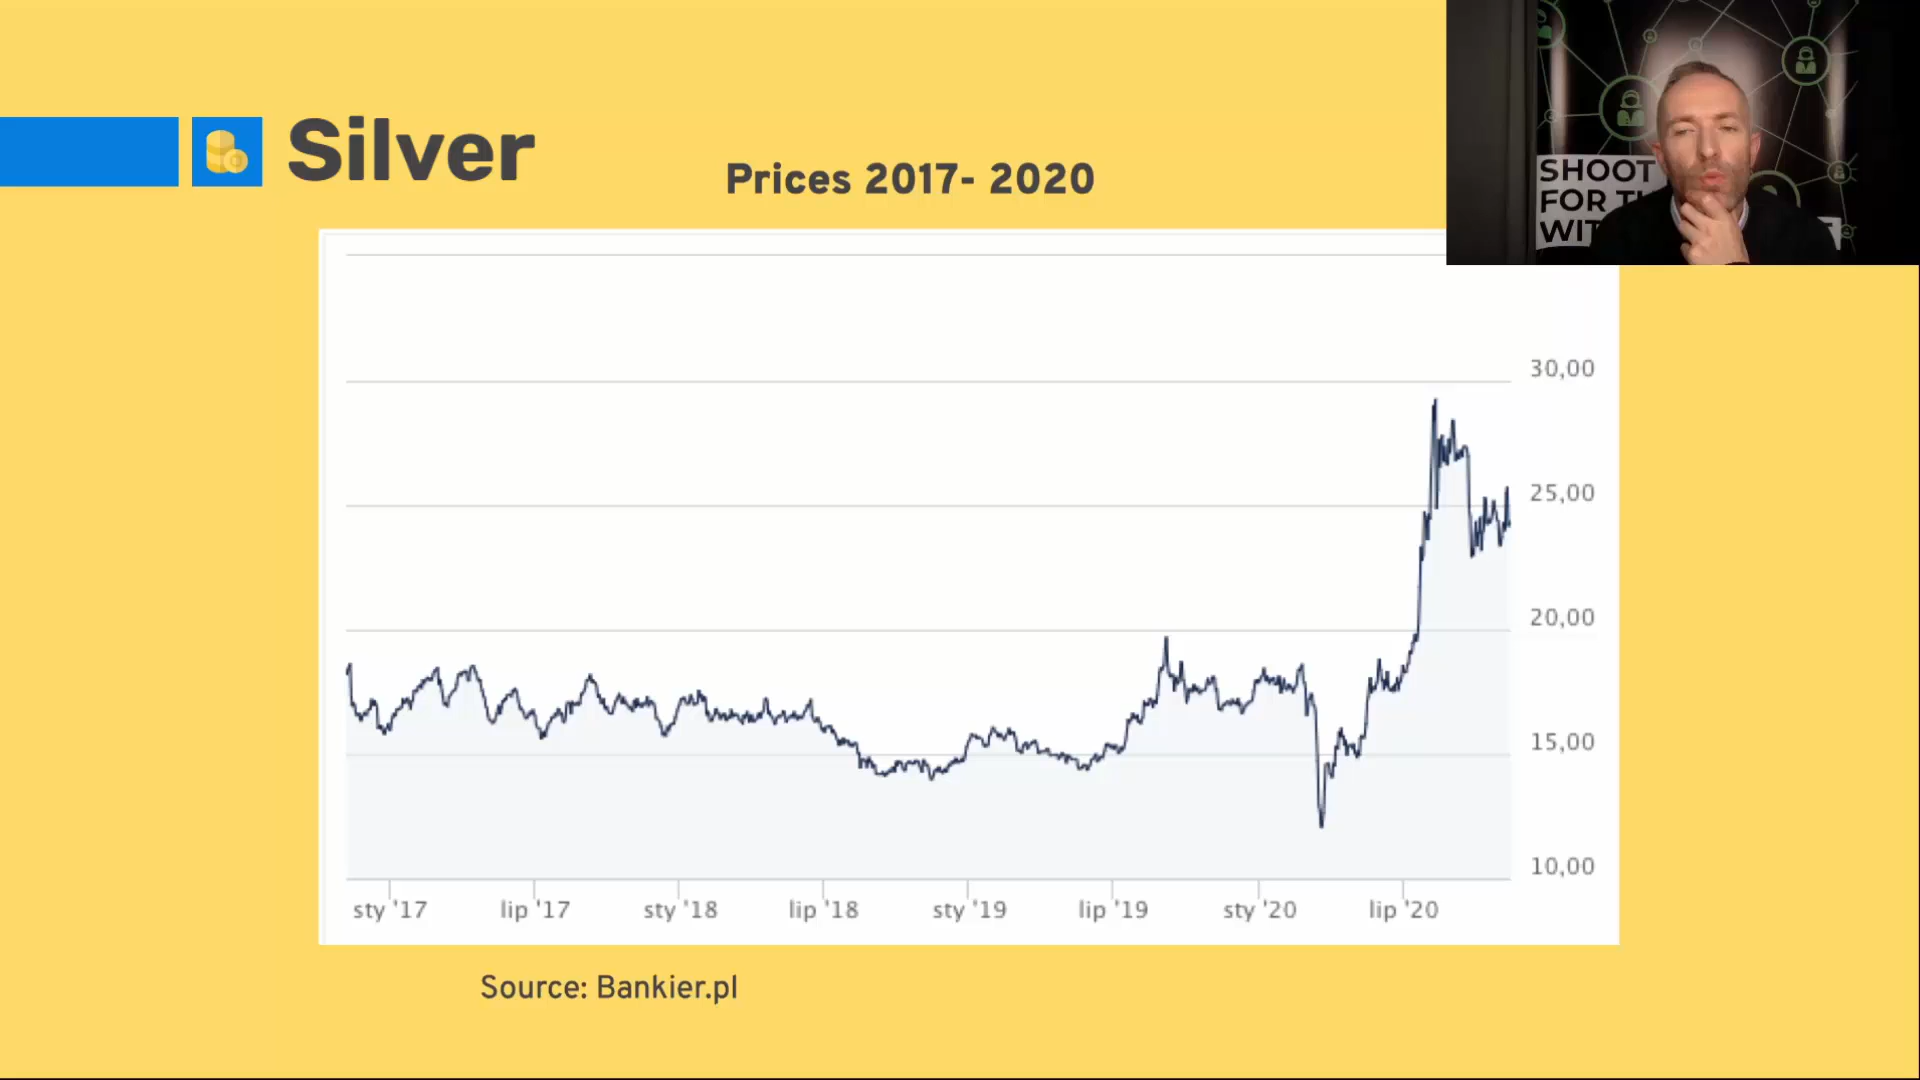 Silver
Prices 2017- 2020
SHOOT
FOR
WIT
30,00
25,00
20,00
15,00
10,00
sty '17
lip '17
sty '18
lip '18
sty '19
lip '19
sty '20
lip '20
Source: Bankier.pl